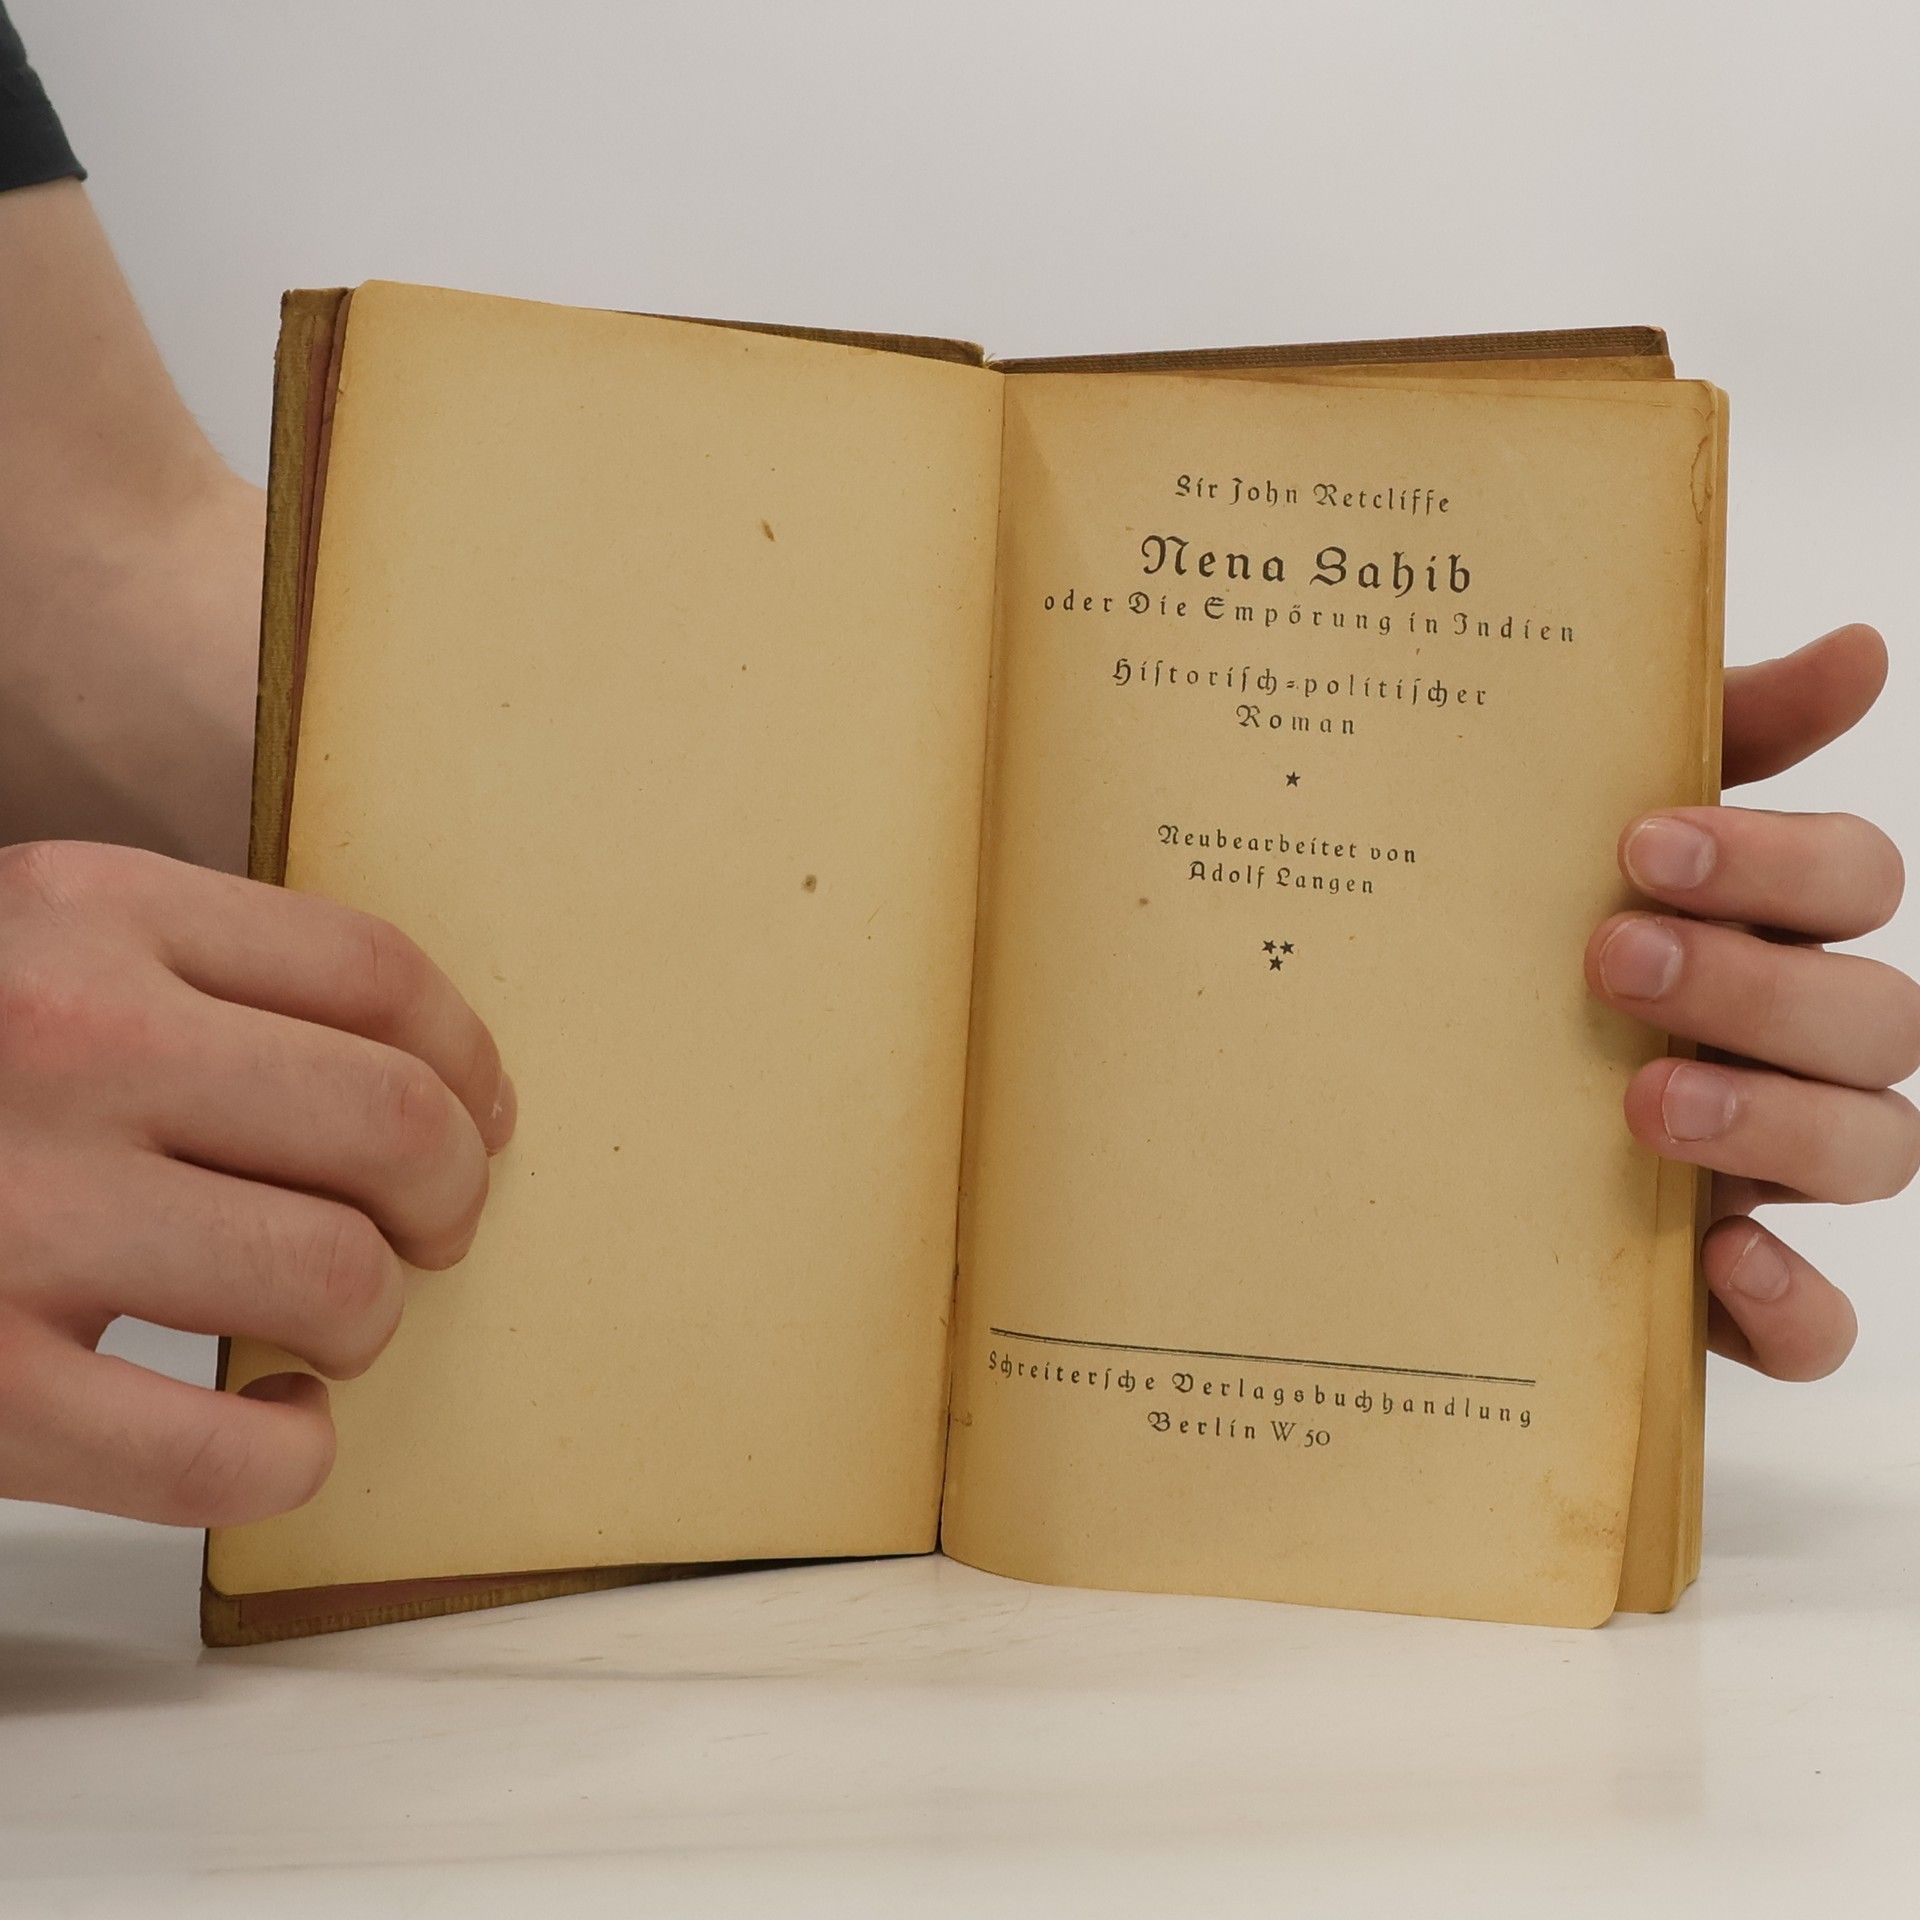 Sir John Retcliffe
Nena Sahib
oder Die Empörung in Indien
Hiſtoriſch-politiſcher
Roman
Neubearbeitet von
Adolf Langen
Schreiterſche Verlagsbuchhandlung
Berlin W 50